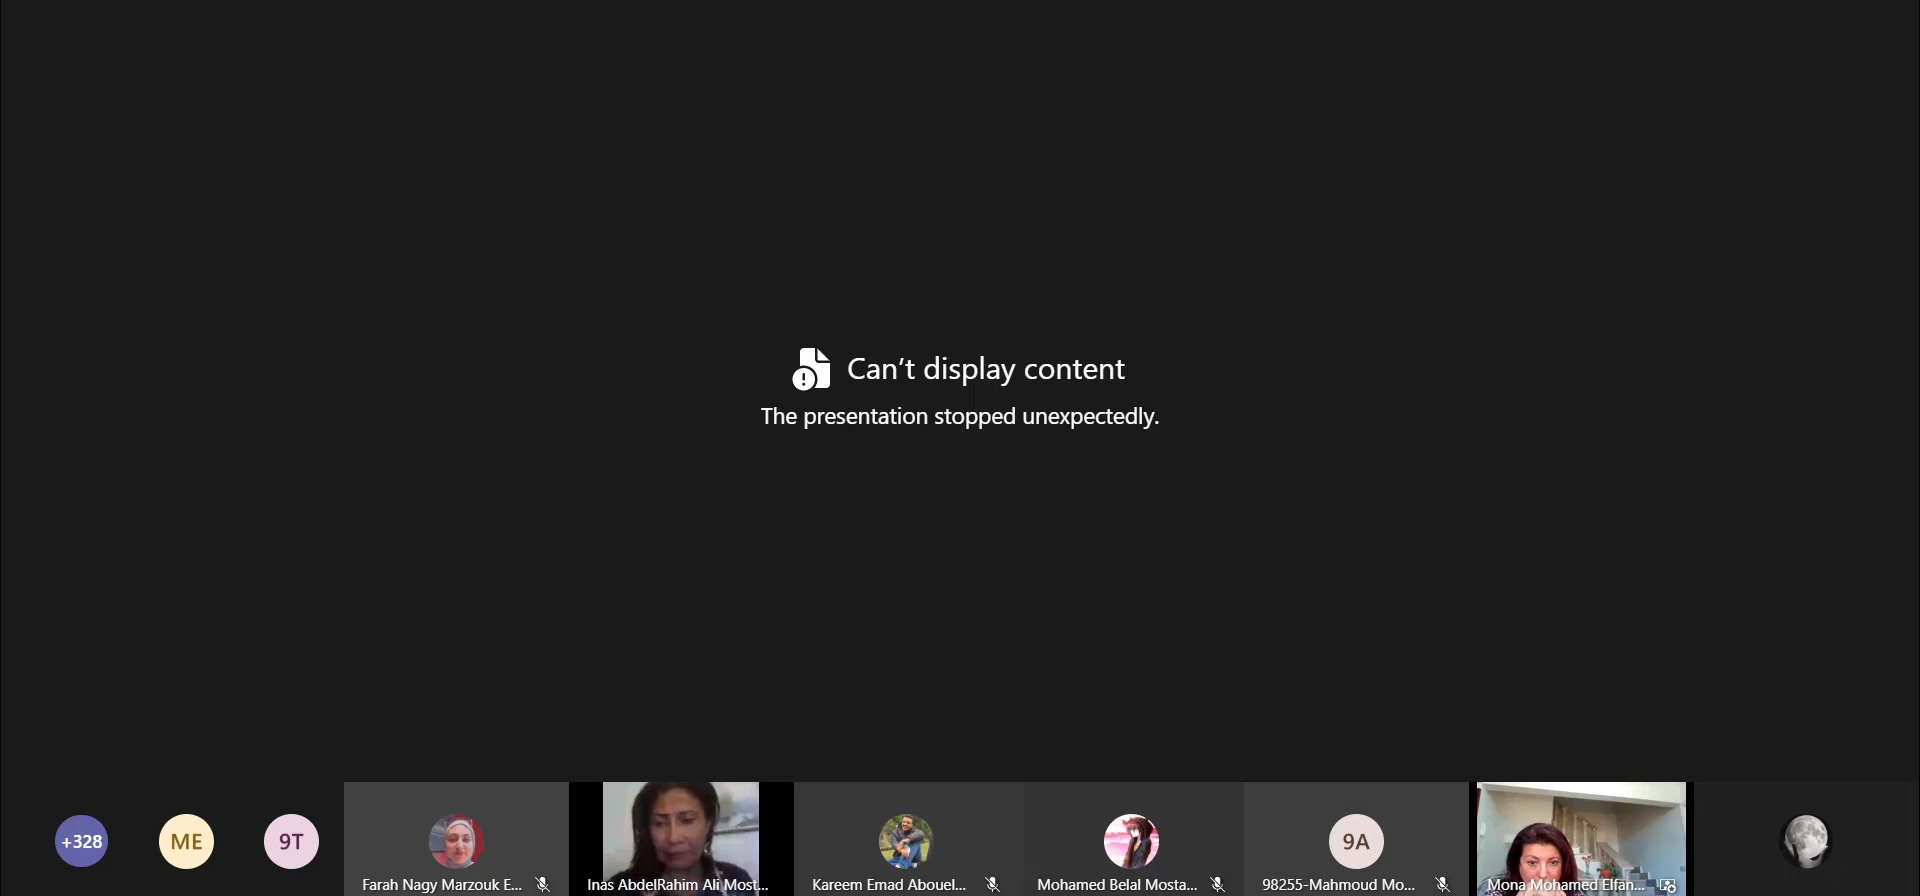 Can't display content
The presentation stopped unexpectedly.
+328
ME
9T
Farah Nagy Marzouk E...
Inas AbdelRahim Ali Most...
Kareem Emad Abouel...
Mohamed Belal Mosta...
9A
98255-Mahmoud Mo...
Mona Mohamed Elfan...